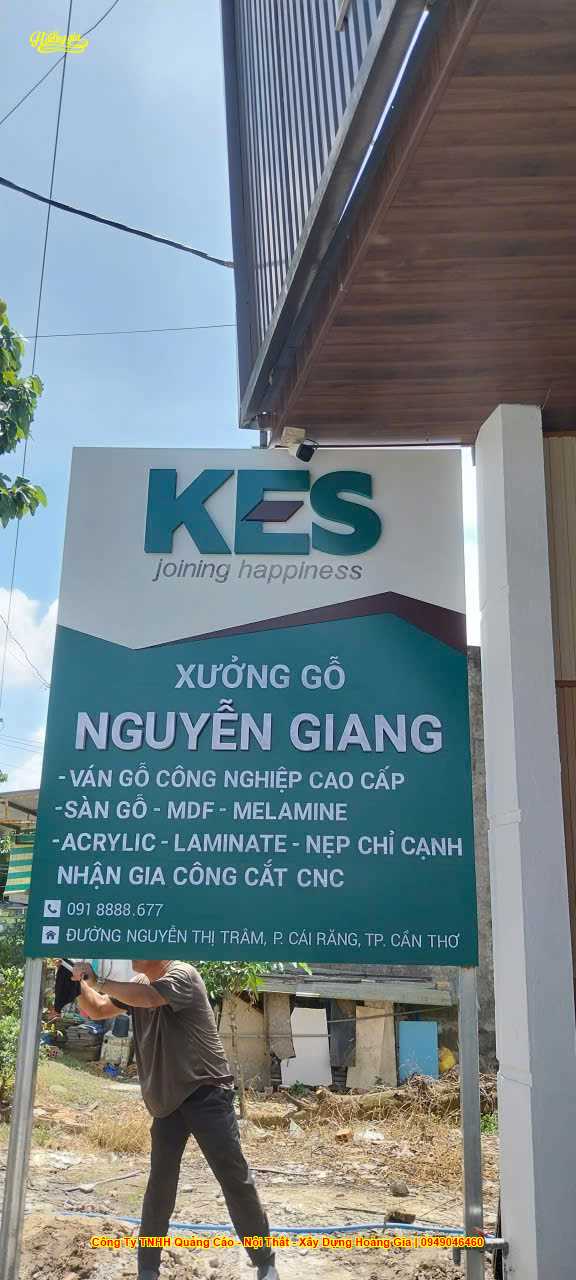 Hoàng gia
KES
joining happiness
XƯỞNG GỖ
NGUYỄN GIANG
-VÁN GỖ CÔNG NGHIỆP CAO CẤP
-SÀN GỖ - MDF - MELAMINE
-ACRYLIC - LAMINATE - NẸP CHỈ CẠNH
NHẬN GIA CÔNG CẮT CNC
091 8888.677
ĐƯỜNG NGUYỄN THỊ TRÂM, P. CÁI RĂNG, TP. CẦN THƠ
Công Ty TNHH Quảng Cáo - Nội Thất - Xây Dựng Hoàng Gia | 0949046460